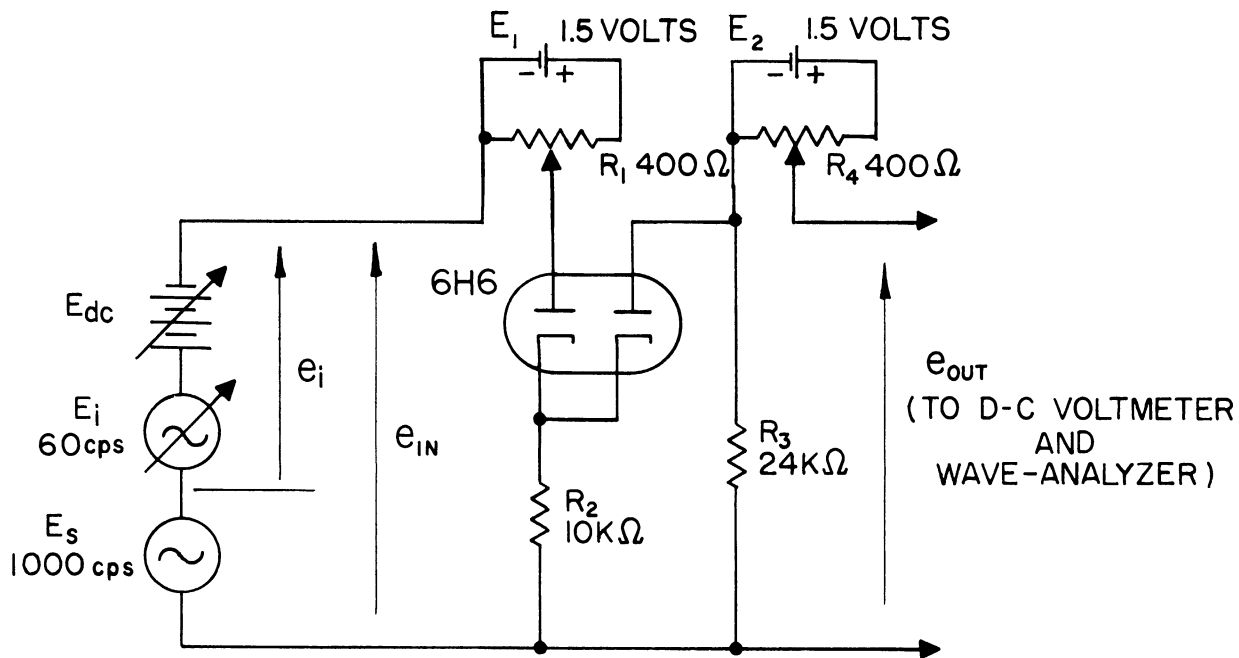 E₁ 1.5 VOLTS
E₂ 1.5 VOLTS
− +
− +
R₁ 400Ω
R₄ 400Ω
6H6
Edc
ei
eIN
eOUT
(TO D-C VOLTMETER
AND
WAVE-ANALYZER)
Ei
60cps
R₃
24KΩ
R₂
10KΩ
Es
1000 cps